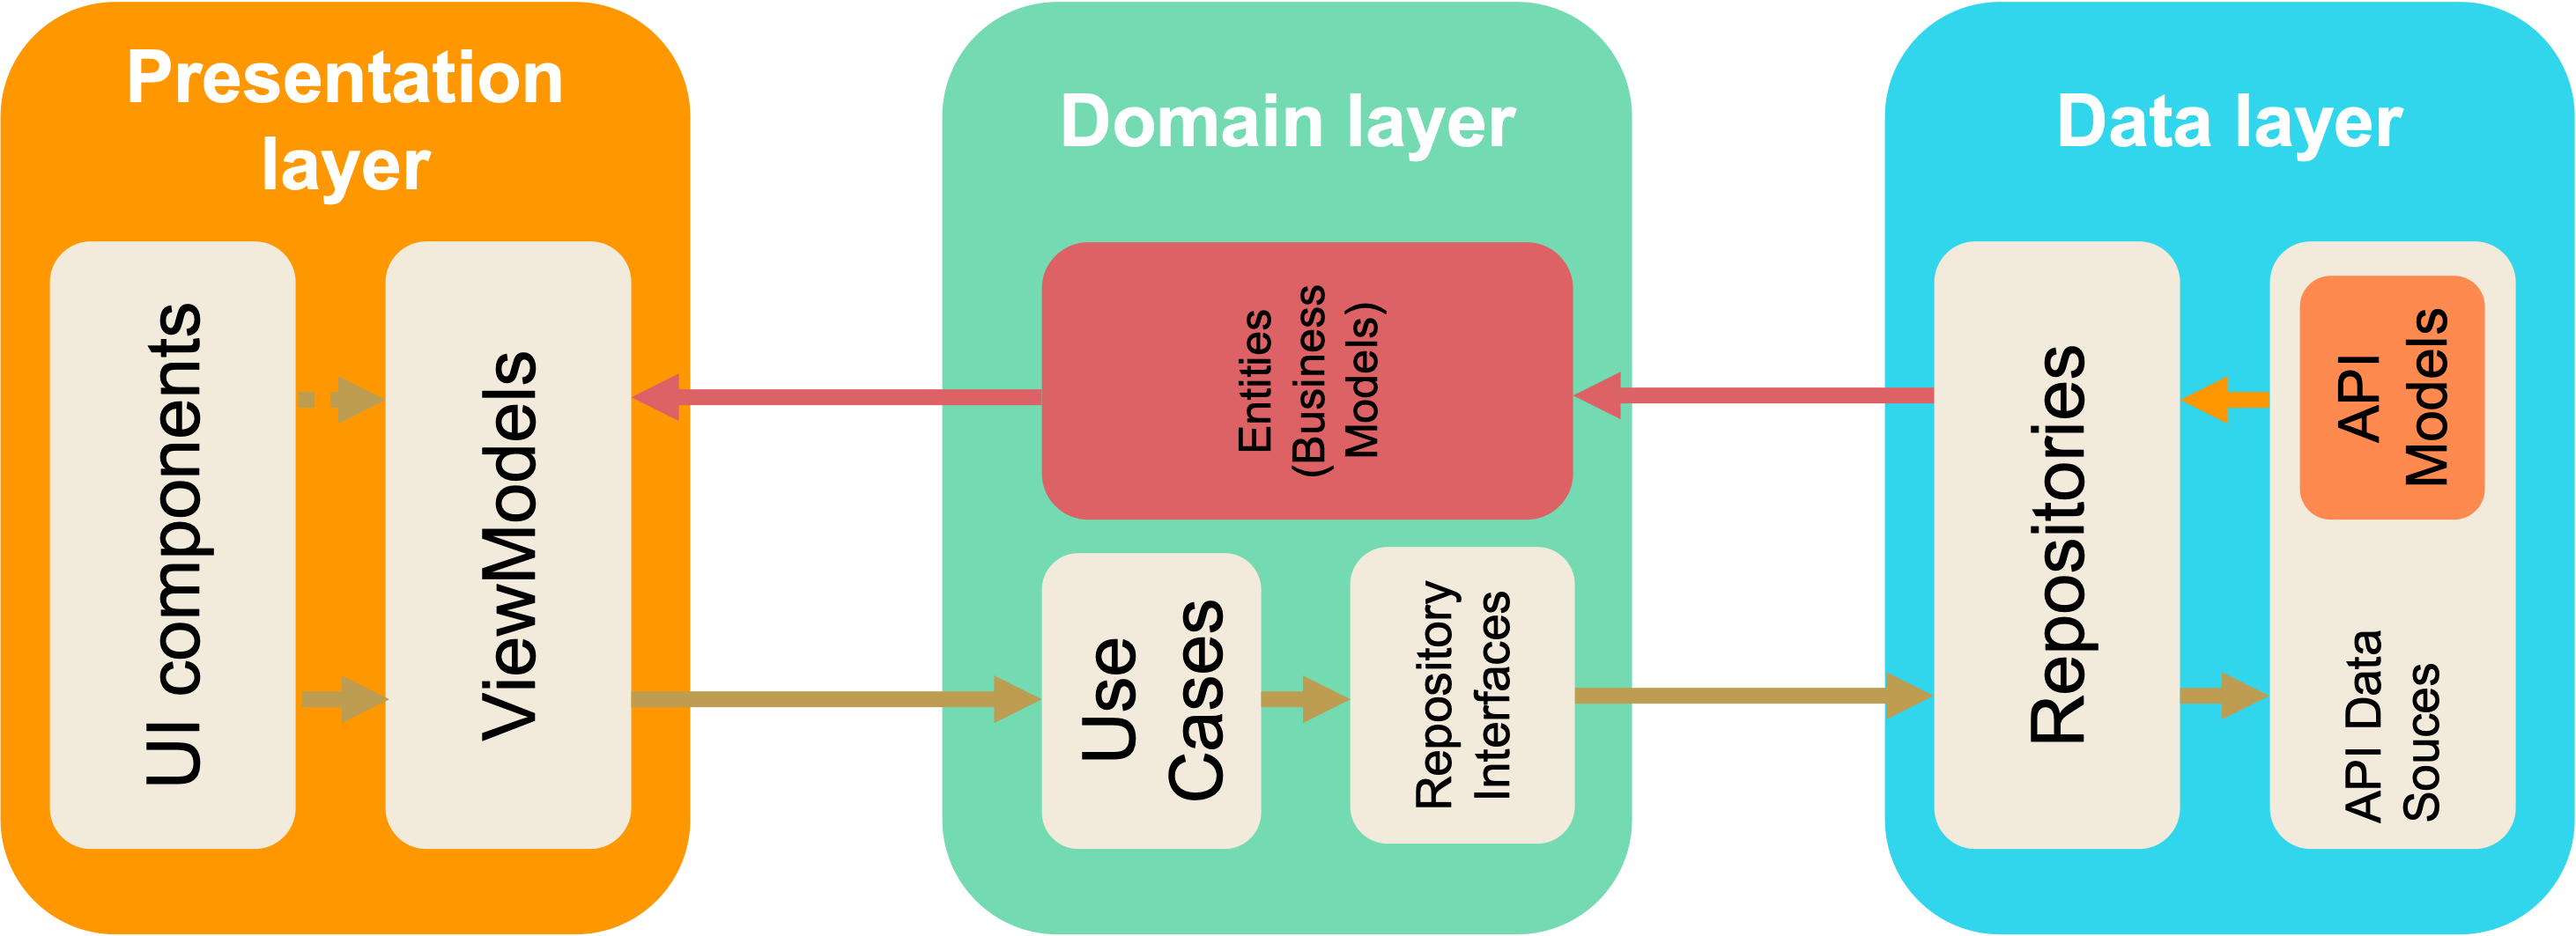 Presentation
layer
UI components
ViewModels
Domain layer
Entities
(Business
Models)
Use
Cases
Repository
Interfaces
Data layer
Repositories
API
Models
API Data
Souces